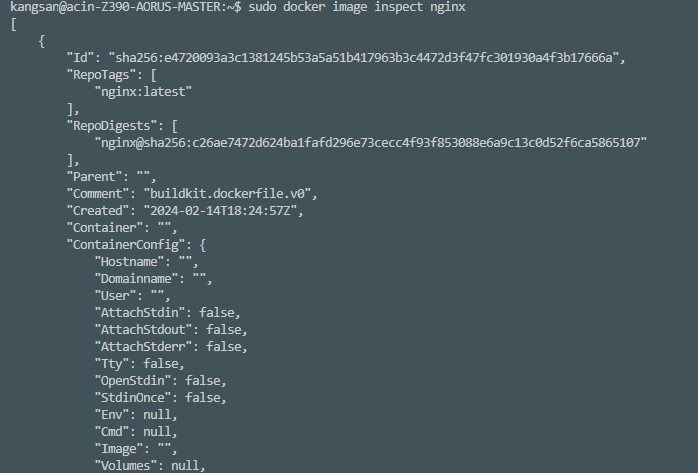 kangsan@acin-Z390-AORUS-MASTER:~$ sudo docker image inspect nginx
[
    {
        "Id": "sha256:e4720093a3c1381245b53a5a51b417963b3c4472d3f47fc301930a4f3b17666a",
        "RepoTags": [
            "nginx:latest"
        ],
        "RepoDigests": [
            "nginx@sha256:c26ae7472d624ba1fafd296e73cecc4f93f853088e6a9c13c0d52f6ca5865107"
        ],
        "Parent": "",
        "Comment": "buildkit.dockerfile.v0",
        "Created": "2024-02-14T18:24:57Z",
        "Container": "",
        "ContainerConfig": {
            "Hostname": "",
            "Domainname": "",
            "User": "",
            "AttachStdin": false,
            "AttachStdout": false,
            "AttachStderr": false,
            "Tty": false,
            "OpenStdin": false,
            "StdinOnce": false,
            "Env": null,
            "Cmd": null,
            "Image": "",
            "Volumes": null,